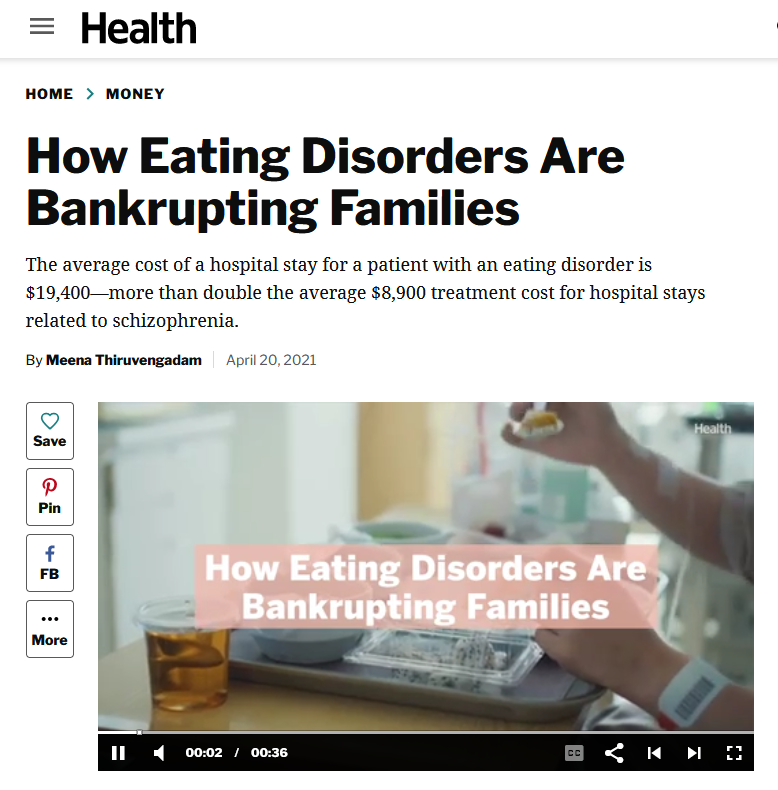 Health
HOME > MONEY
How Eating Disorders Are
Bankrupting Families
The average cost of a hospital stay for a patient with an eating disorder is
$19,400—more than double the average $8,900 treatment cost for hospital stays
related to schizophrenia.
By Meena Thiruvengadam April 20, 2021
Save
Pin
FB
More
Health
How Eating Disorders Are
Bankrupting Families
00:02 / 00:36
CC